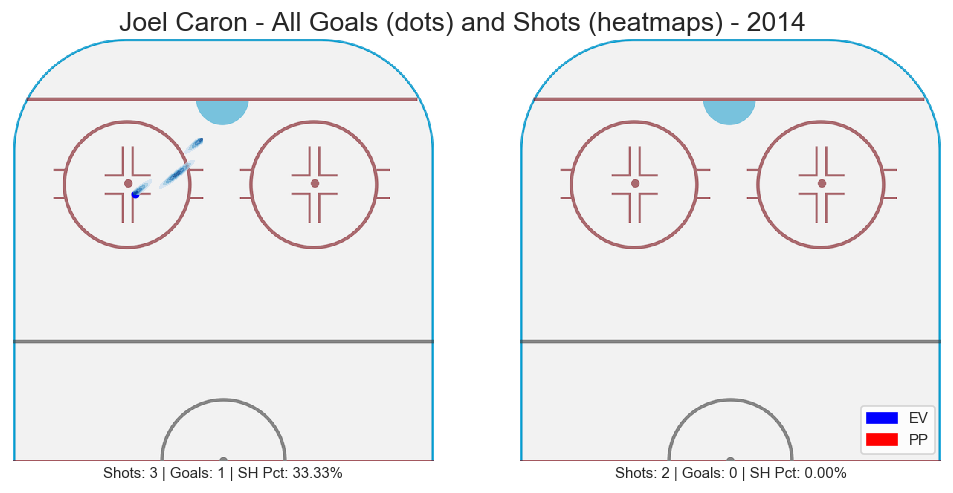 Joel Caron - All Goals (dots) and Shots (heatmaps) - 2014
EV
PP
Shots: 3 | Goals: 1 | SH Pct: 33.33%
Shots: 2 | Goals: 0 | SH Pct: 0.00%